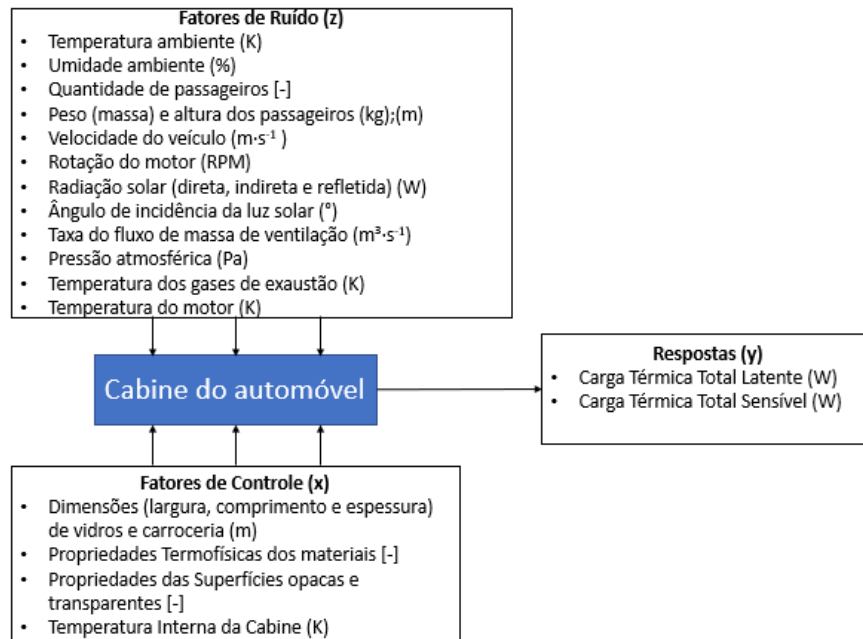 Fatores de Ruído (z)
• Temperatura ambiente (K)
• Umidade ambiente (%)
• Quantidade de passageiros [-]
• Peso (massa) e altura dos passageiros (kg);(m)
• Velocidade do veículo (m·s⁻¹ )
• Rotação do motor (RPM)
• Radiação solar (direta, indireta e refletida) (W)
• Ângulo de incidência da luz solar (°)
• Taxa do fluxo de massa de ventilação (m³·s⁻¹)
• Pressão atmosférica (Pa)
• Temperatura dos gases de exaustão (K)
• Temperatura do motor (K)
Cabine do automóvel
Respostas (y)
• Carga Térmica Total Latente (W)
• Carga Térmica Total Sensível (W)
Fatores de Controle (x)
• Dimensões (largura, comprimento e espessura)
de vidros e carroceria (m)
• Propriedades Termofísicas dos materiais [-]
• Propriedades das Superfícies opacas e
transparentes [-]
• Temperatura Interna da Cabine (K)